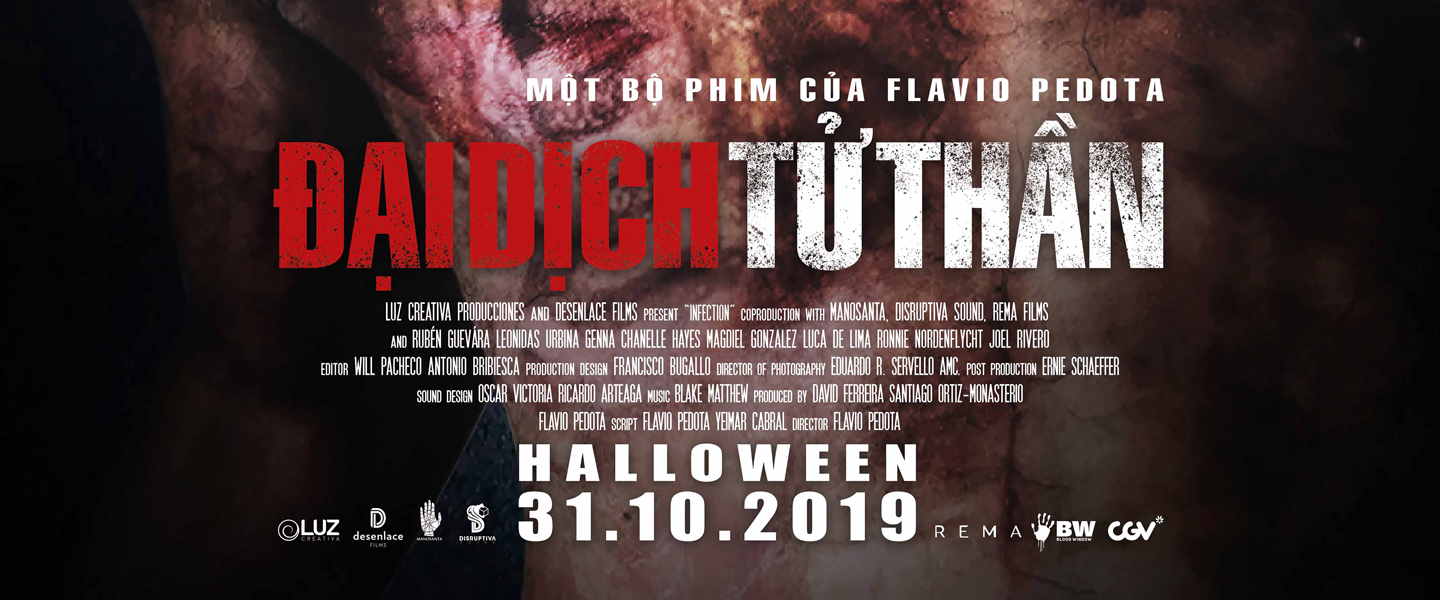 MỘT BỘ PHIM CỦA FLAVIO PEDOTA
ĐẠI DỊCH TỬ THẦN
LUZ CREATIVA PRODUCCIONES AND DESENLACE FILMS PRESENT "INFECTION" COPRODUCTION WITH MANOSANTA, DISRUPTIVA SOUND, REMA FILMS
AND RUBÉN GUEVÁRA LEONIDAS URBINA GENNA CHANELLE HAYES MAGDIEL GONZALEZ LUCA DE LIMA RONNIE NORDENFLYCHT JOEL RIVERO
EDITOR WILL PACHECO ANTONIO BRIBIESCA PRODUCTION DESIGN FRANCISCO BUGALLO DIRECTOR OF PHOTOGRAPHY EDUARDO R. SERVELLO AMC. POST PRODUCTION ERNIE SCHAEFFER
SOUND DESIGN OSCAR VICTORIA RICARDO ARTEAGA MUSIC BLAKE MATTHEW PRODUCED BY DAVID FERREIRA SANTIAGO ORTIZ-MONASTERIO
FLAVIO PEDOTA SCRIPT FLAVIO PEDOTA YEIMAR CABRAL DIRECTOR FLAVIO PEDOTA
HALLOWEEN
31.10.2019
LUZ CREATIVA
desenlace FILMS
MANOSANTA
DISRUPTIVA
REMA
BW BLOOD WINDOW
CGV